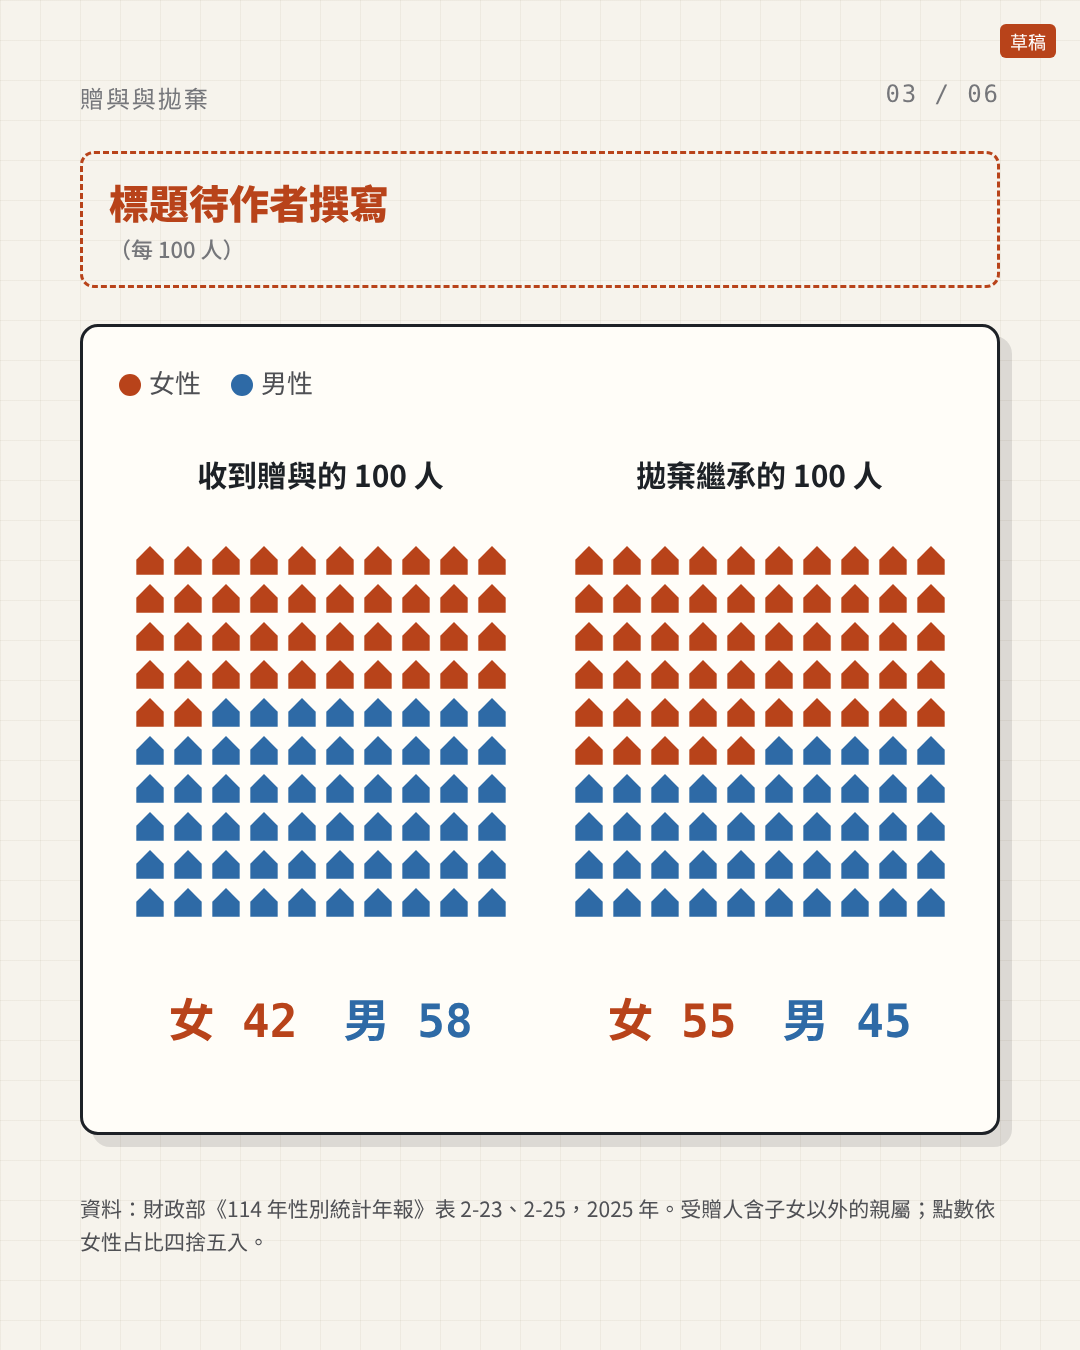 草稿
贈與與拋棄
03 / 06
標題待作者撰寫
（每 100 人）
女性 男性
收到贈與的 100 人
拋棄繼承的 100 人
女 42 男 58
女 55 男 45
資料：財政部《114 年性別統計年報》表 2-23、2-25，2025 年。受贈人含子女以外的親屬；點數依
女性占比四捨五入。